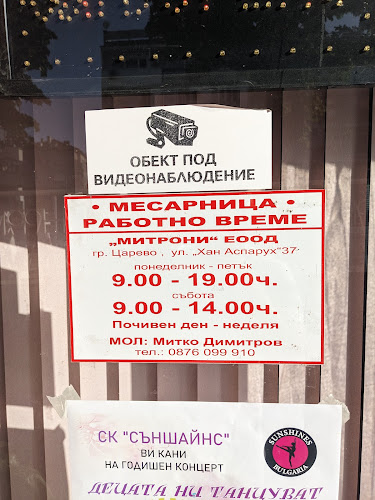 ОБЕКТ ПОД
ВИДЕОНАБЛЮДЕНИЕ
• МЕСАРНИЦА •
РАБОТНО ВРЕМЕ
„МИТРОНИ“ ЕООД
гр. Царево , ул. „Хан Аспарух"37
понеделник - петък
9.00 - 19.00ч.
събота
9.00 - 14.00ч.
Почивен ден - неделя
МОЛ: Митко Димитров
тел.: 0876 099 910
СК "СЪНШАЙНС"
ВИ КАНИ
НА ГОДИШЕН КОНЦЕРТ
SUNSHINES
BULGARIA
ДЕЦАТА НИ ТАНЦУВАТ